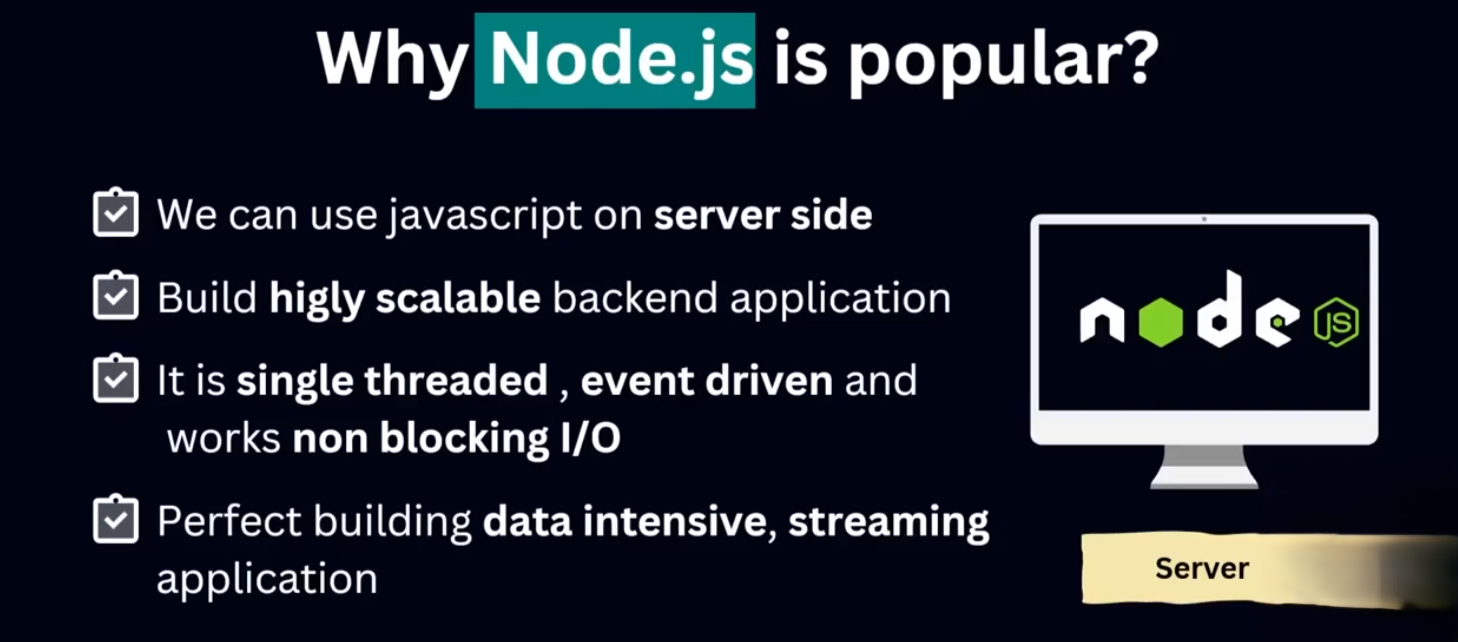 Why Node.js is popular?
We can use javascript on server side
Build higly scalable backend application
It is single threaded , event driven and
works non blocking I/O
Perfect building data intensive, streaming
application
node JS
Server